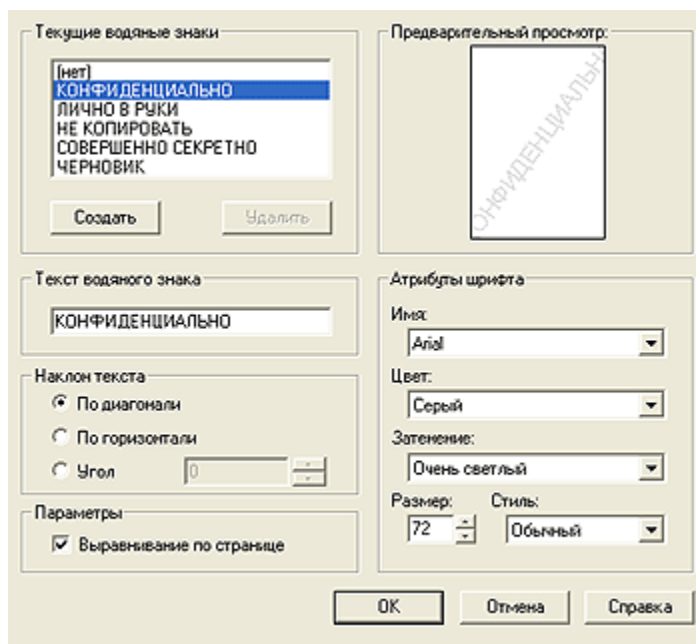 Текущие водяные знаки
(нет)
КОНФИДЕНЦИАЛЬНО
ЛИЧНО В РУКИ
НЕ КОПИРОВАТЬ
СОВЕРШЕННО СЕКРЕТНО
ЧЕРНОВИК
Создать
Удалить
Предварительный просмотр:
ОНФИДЕНЦИАЛЬН
Текст водяного знака
КОНФИДЕНЦИАЛЬНО
Наклон текста
По диагонали
По горизонтали
Угол 0
Параметры
Выравнивание по странице
Атрибуты шрифта
Имя:
Arial
Цвет:
Серый
Затенение:
Очень светлый
Размер: Стиль:
72 Обычный
OK Отмена Справка